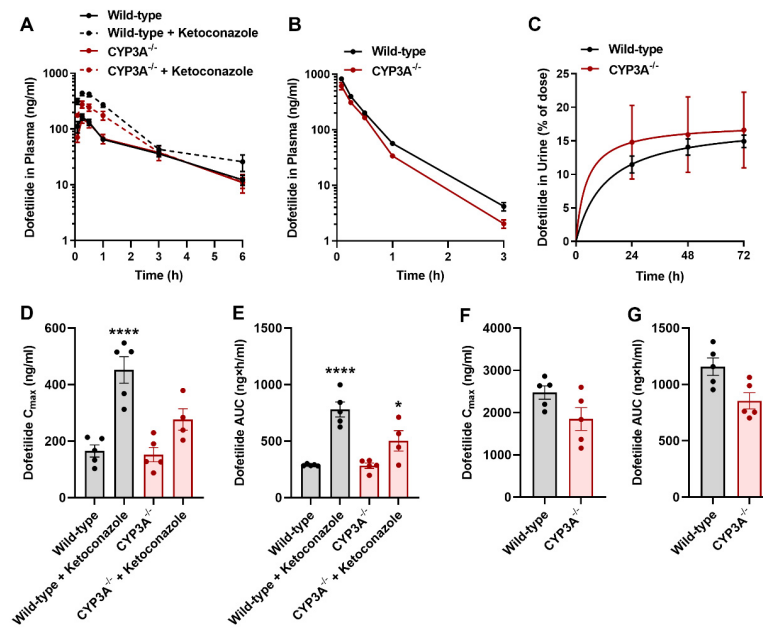 A
Wild-type
Wild-type + Ketoconazole
CYP3A-/-
CYP3A-/- + Ketoconazole
Dofetilide in Plasma (ng/ml)
1000
100
10
1
0
1
2
3
4
5
6
Time (h)
B
Wild-type
CYP3A-/-
Dofetilide in Plasma (ng/ml)
1000
100
10
1
0
1
2
3
Time (h)
C
Wild-type
CYP3A-/-
Dofetilide in Urine (% of dose)
25
20
15
10
5
0
0
24
48
72
Time (h)
D
Dofetilide Cmax (ng/ml)
600
400
200
0
****
Wild-type
Wild-type + Ketoconazole
CYP3A-/-
CYP3A-/- + Ketoconazole
E
Dofetilide AUC (ng×h/ml)
1500
1000
500
0
****
*
Wild-type
Wild-type + Ketoconazole
CYP3A-/-
CYP3A-/- + Ketoconazole
F
Dofetilide Cmax (ng/ml)
4000
3000
2000
1000
0
Wild-type
CYP3A-/-
G
Dofetilide AUC (ng×h/ml)
1500
1000
500
0
Wild-type
CYP3A-/-